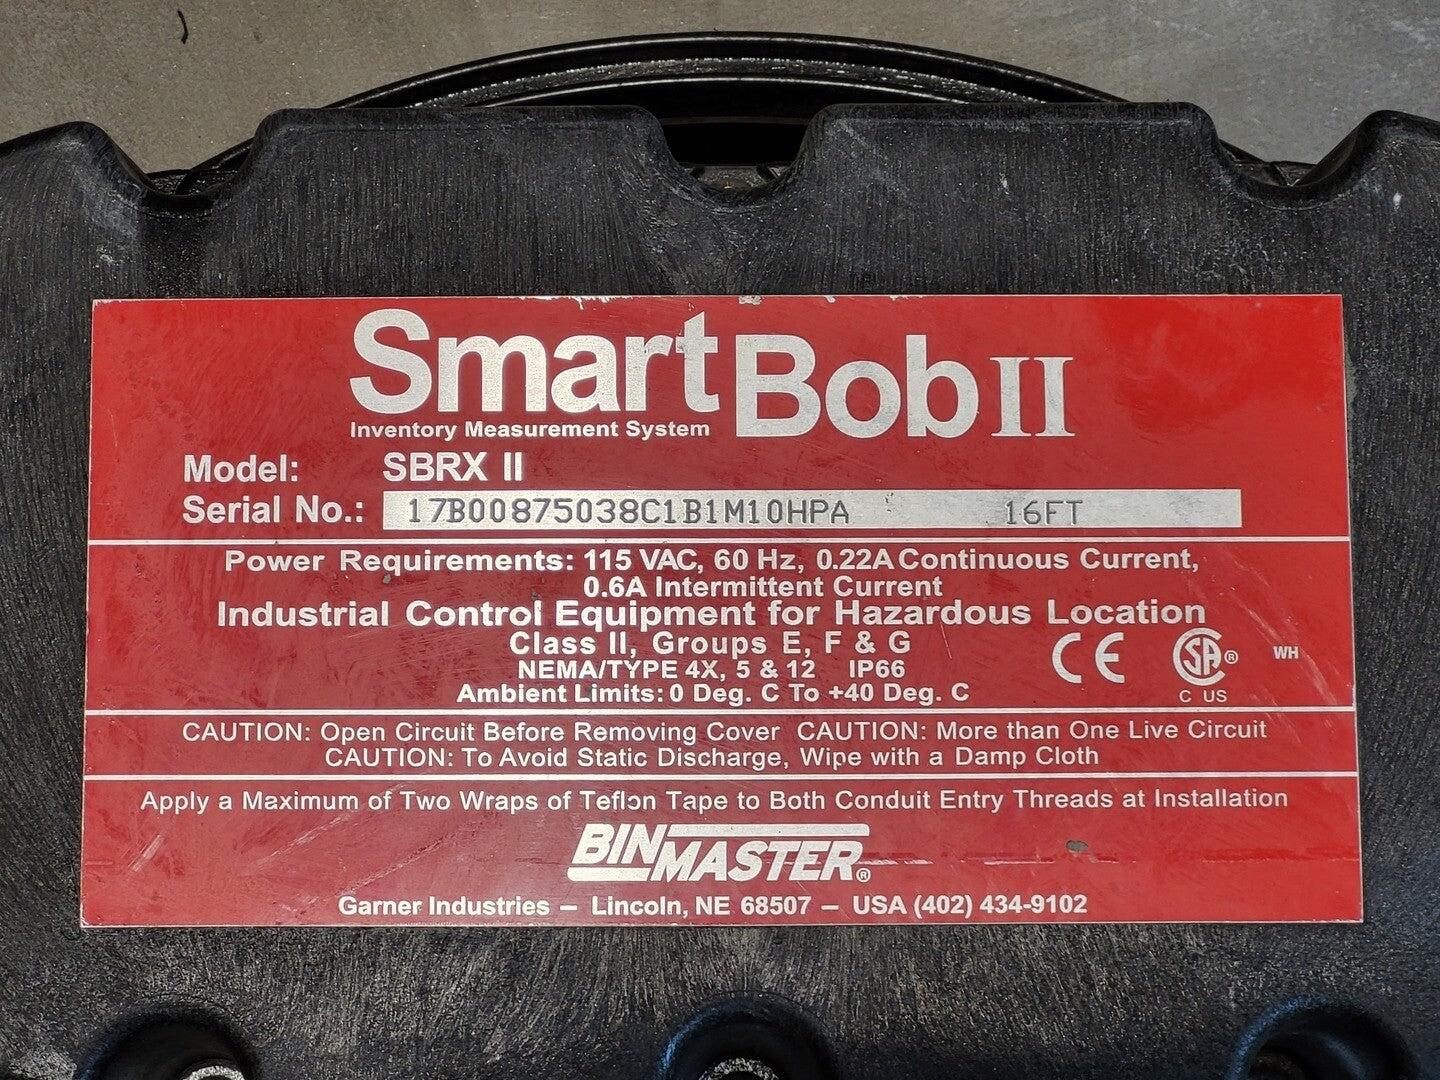 Smart Bob II
Inventory Measurement System
Model: SBRX II
Serial No.: 17B00875038C1B1M10HPA 16FT
Power Requirements: 115 VAC, 60 Hz, 0.22A Continuous Current,
0.6A Intermittent Current
Industrial Control Equipment for Hazardous Location
Class II, Groups E, F & G
NEMA/TYPE 4X, 5 & 12 IP66
Ambient Limits: 0 Deg. C To +40 Deg. C
CE SA® WH
C US
CAUTION: Open Circuit Before Removing Cover CAUTION: More than One Live Circuit
CAUTION: To Avoid Static Discharge, Wipe with a Damp Cloth
Apply a Maximum of Two Wraps of Teflon Tape to Both Conduit Entry Threads at Installation
BINMASTER®
Garner Industries – Lincoln, NE 68507 – USA (402) 434-9102